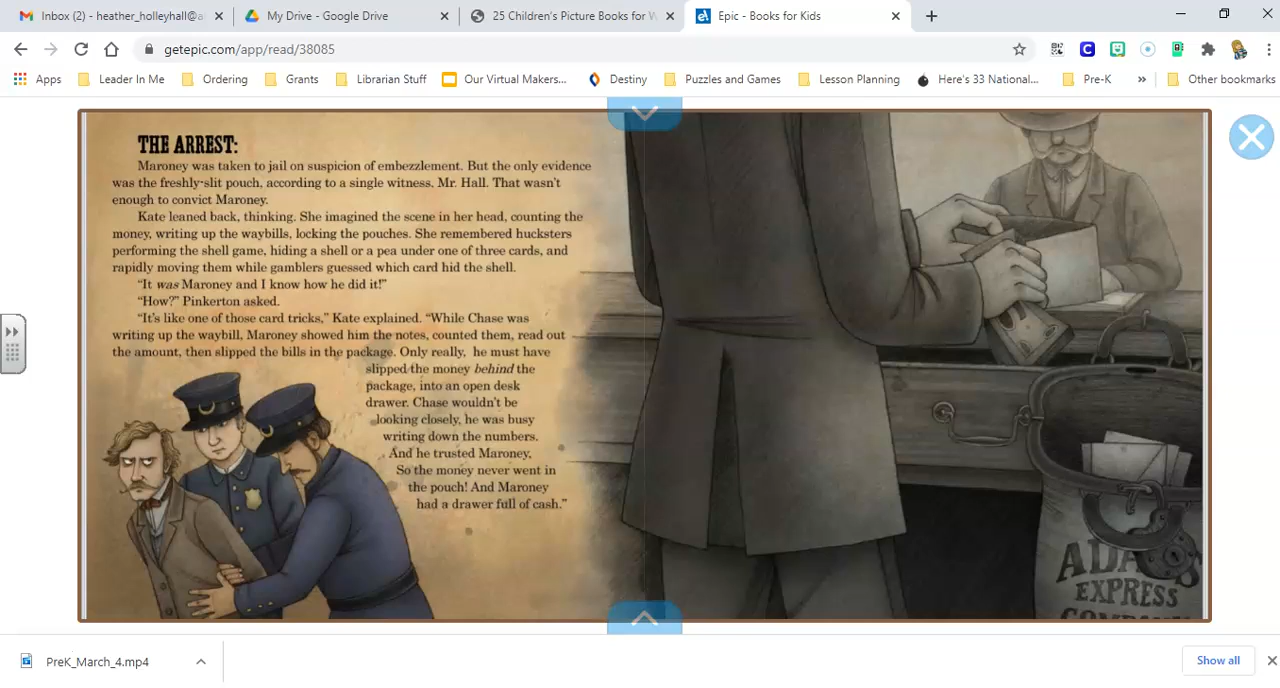 Inbox (2) - heather_holleyhall@a
My Drive - Google Drive
25 Children's Picture Books for W
Epic - Books for Kids
getepic.com/app/read/38085
Apps
Leader In Me
Ordering
Grants
Librarian Stuff
Our Virtual Makers...
Destiny
Puzzles and Games
Lesson Planning
Here's 33 National...
Pre-K
»
Other bookmarks
THE ARREST:
Maroney was taken to jail on suspicion of embezzlement. But the only evidence
was the freshly-slit pouch, according to a single witness, Mr. Hall. That wasn't
enough to convict Maroney.
Kate leaned back, thinking. She imagined the scene in her head, counting the
money, writing up the waybills, locking the pouches. She remembered hucksters
performing the shell game, hiding a shell or a pea under one of three cards, and
rapidly moving them while gamblers guessed which card hid the shell.
"It was Maroney and I know how he did it!"
"How?" Pinkerton asked.
"It's like one of those card tricks," Kate explained. "While Chase was
writing up the waybill, Maroney showed him the notes, counted them, read out
the amount, then slipped the bills in the package. Only really, he must have
slipped the money behind the
package, into an open desk
drawer. Chase wouldn't be
looking closely, he was busy
writing down the numbers.
And he trusted Maroney,
So the money never went in
the pouch! And Maroney
had a drawer full of cash."
EXPRESS
PreK_March_4.mp4
Show all